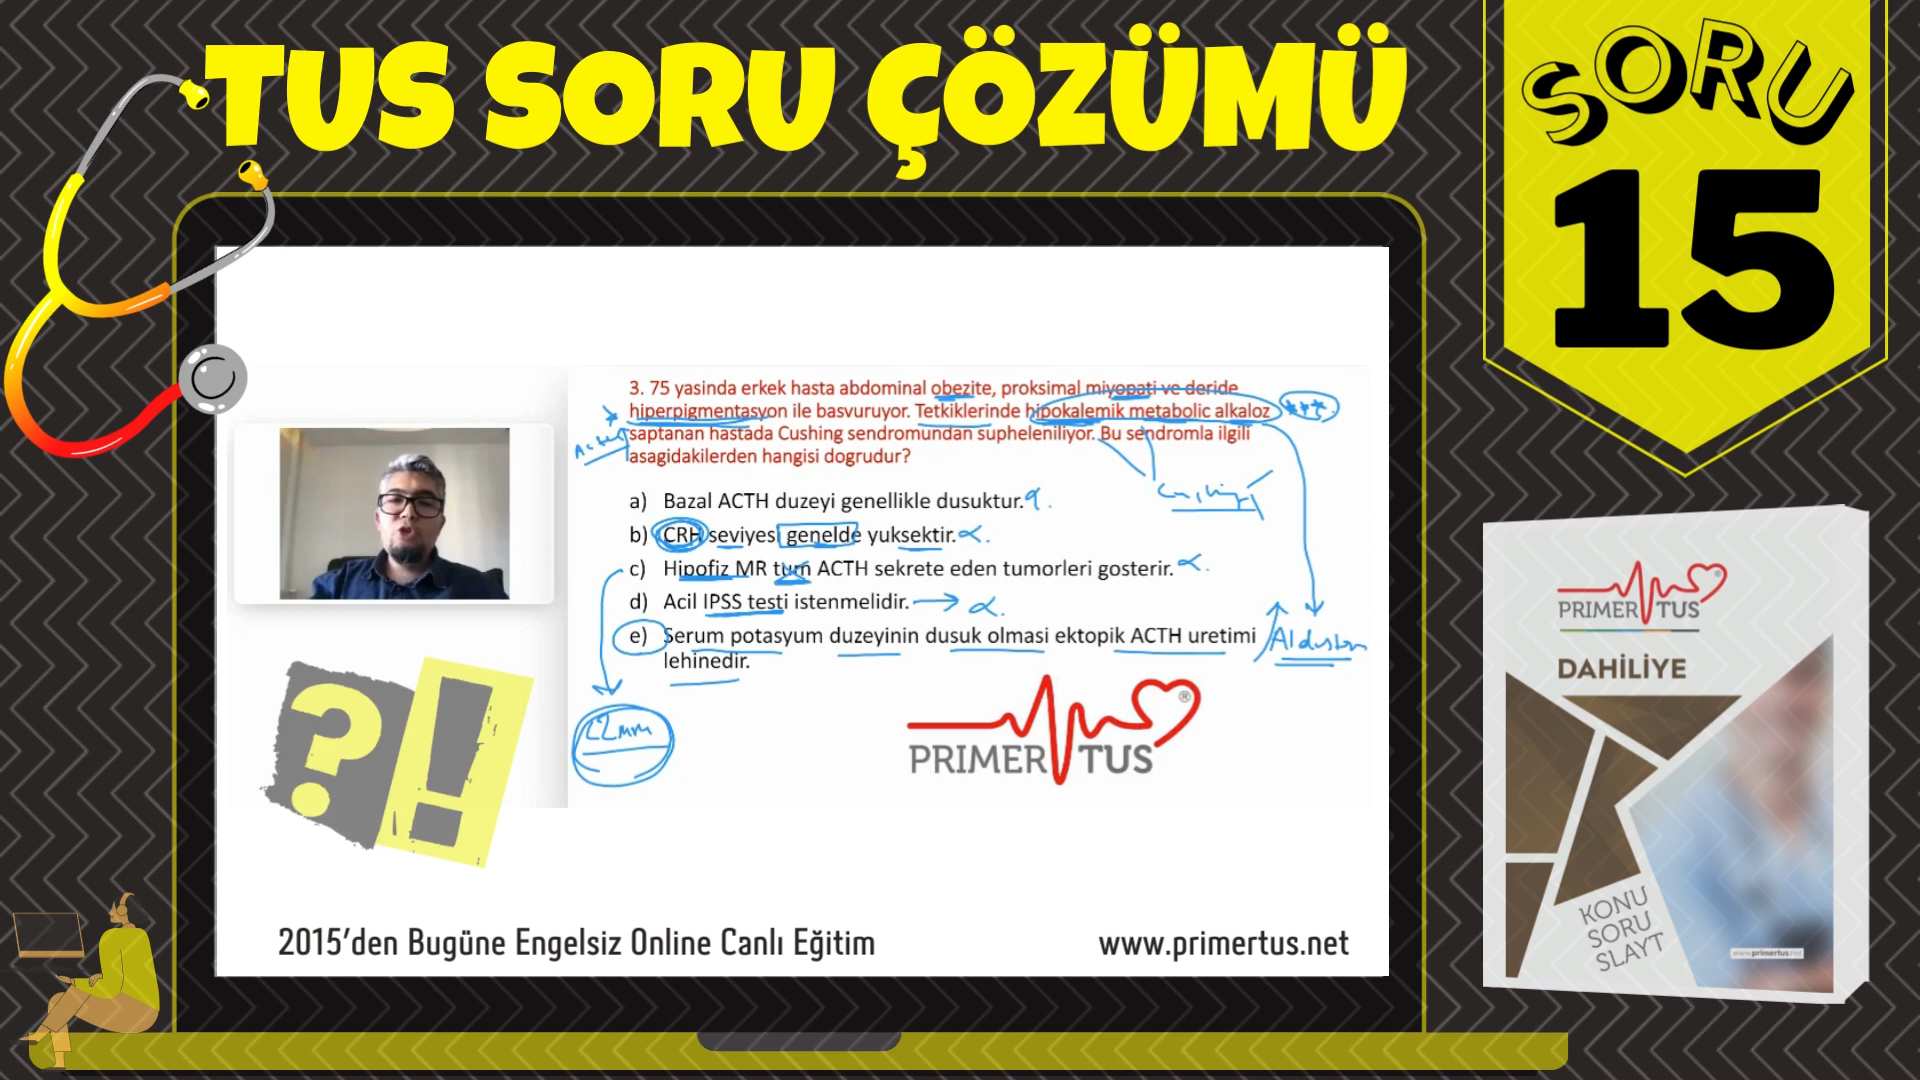 TUS SORU ÇÖZÜMÜ
SORU
15
3. 75 yasinda erkek hasta abdominal obezite, proksimal miyopati ve deride
hiperpigmentasyon ile basvuruyor. Tetkiklerinde hipokalemik metabolic alkaloz
saptanan hastada Cushing sendromundan supheleniliyor. Bu sendromla ilgili
asagidakilerden hangisi dogrudur?
a) Bazal ACTH duzeyi genellikle dusuktur.
b) CRH seviyesi genelde yuksektir.
c) Hipofiz MR tum ACTH sekrete eden tumorleri gosterir.
d) Acil IPSS testi istenmelidir.
e) Serum potasyum duzeyinin dusuk olmasi ektopik ACTH uretimi
lehinedir.
?!
PRIMER TUS ®
2015'den Bugüne Engelsiz Online Canlı Eğitim
www.primertus.net
PRIMER TUS
DAHİLİYE
KONU
SORU
SLAYT
www.primertus.net